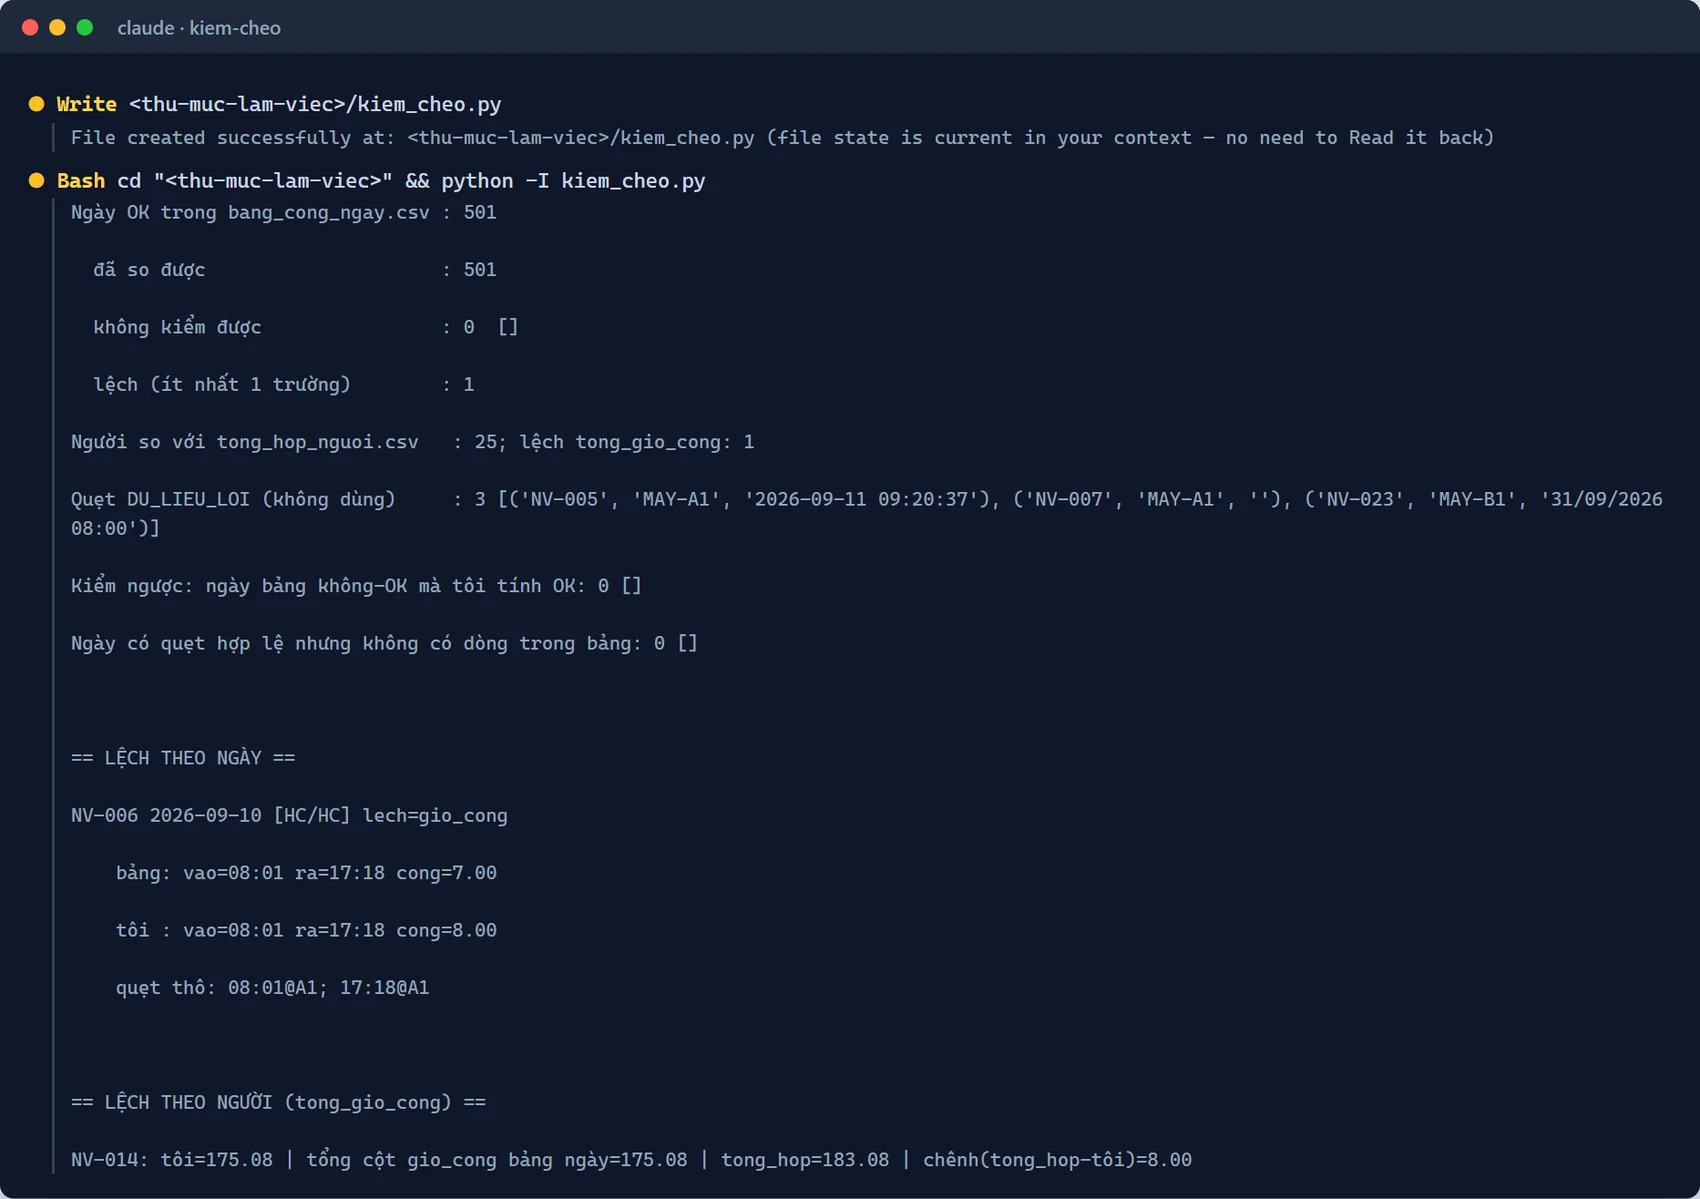 claude · kiem-cheo
Write <thu-muc-lam-viec>/kiem_cheo.py
File created successfully at: <thu-muc-lam-viec>/kiem_cheo.py (file state is current in your context — no need to Read it back)
Bash cd "<thu-muc-lam-viec>" && python -I kiem_cheo.py
Ngày OK trong bang_cong_ngay.csv : 501
đã so được : 501
không kiểm được : 0 []
lệch (ít nhất 1 trường) : 1
Người so với tong_hop_nguoi.csv : 25; lệch tong_gio_cong: 1
Quẹt DU_LIEU_LOI (không dùng) : 3 [('NV-005', 'MAY-A1', '2026-09-11 09:20:37'), ('NV-007', 'MAY-A1', ''), ('NV-023', 'MAY-B1', '31/09/2026
08:00')]
Kiểm ngược: ngày bảng không-OK mà tôi tính OK: 0 []
Ngày có quẹt hợp lệ nhưng không có dòng trong bảng: 0 []
== LỆCH THEO NGÀY ==
NV-006 2026-09-10 [HC/HC] lech=gio_cong
bảng: vao=08:01 ra=17:18 cong=7.00
tôi : vao=08:01 ra=17:18 cong=8.00
quẹt thô: 08:01@A1; 17:18@A1
== LỆCH THEO NGƯỜI (tong_gio_cong) ==
NV-014: tôi=175.08 | tổng cột gio_cong bảng ngày=175.08 | tong_hop=183.08 | chênh(tong_hop-tôi)=8.00